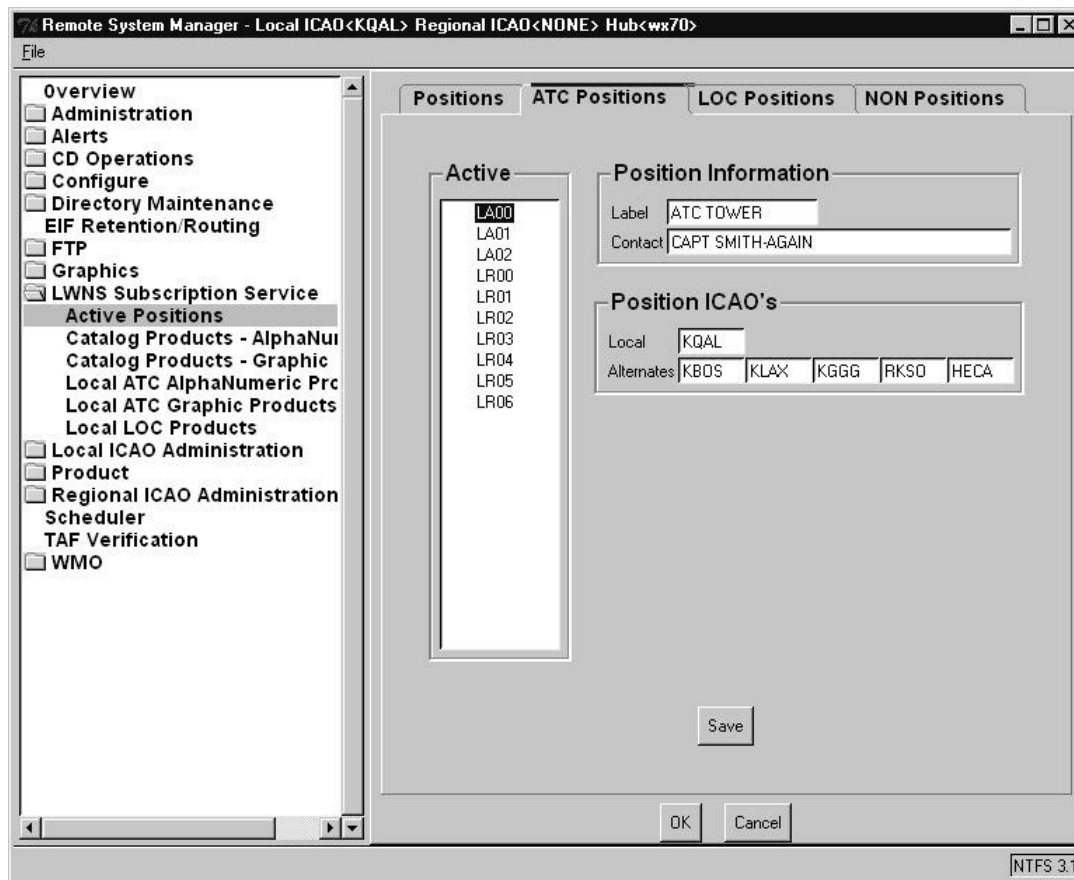 Remote System Manager - Local ICAO<KQAL> Regional ICAO<NONE> Hub<wx70>
File
Overview
Administration
Alerts
CD Operations
Configure
Directory Maintenance
EIF Retention/Routing
FTP
Graphics
LWNS Subscription Service
Active Positions
Catalog Products - AlphaNu
Catalog Products - Graphic
Local ATC AlphaNumeric Pro
Local ATC Graphic Products
Local LOC Products
Local ICAO Administration
Product
Regional ICAO Administration
Scheduler
TAF Verification
WMO
Positions ATC Positions LOC Positions NON Positions
Active
LA00
LA01
LA02
LR00
LR01
LR02
LR03
LR04
LR05
LR06
Position Information
Label ATC TOWER
Contact CAPT SMITH-AGAIN
Position ICAO's
Local KQAL
Alternates KBOS KLAX KGGG RKSO HECA
Save
OK Cancel
NTFS 3.1